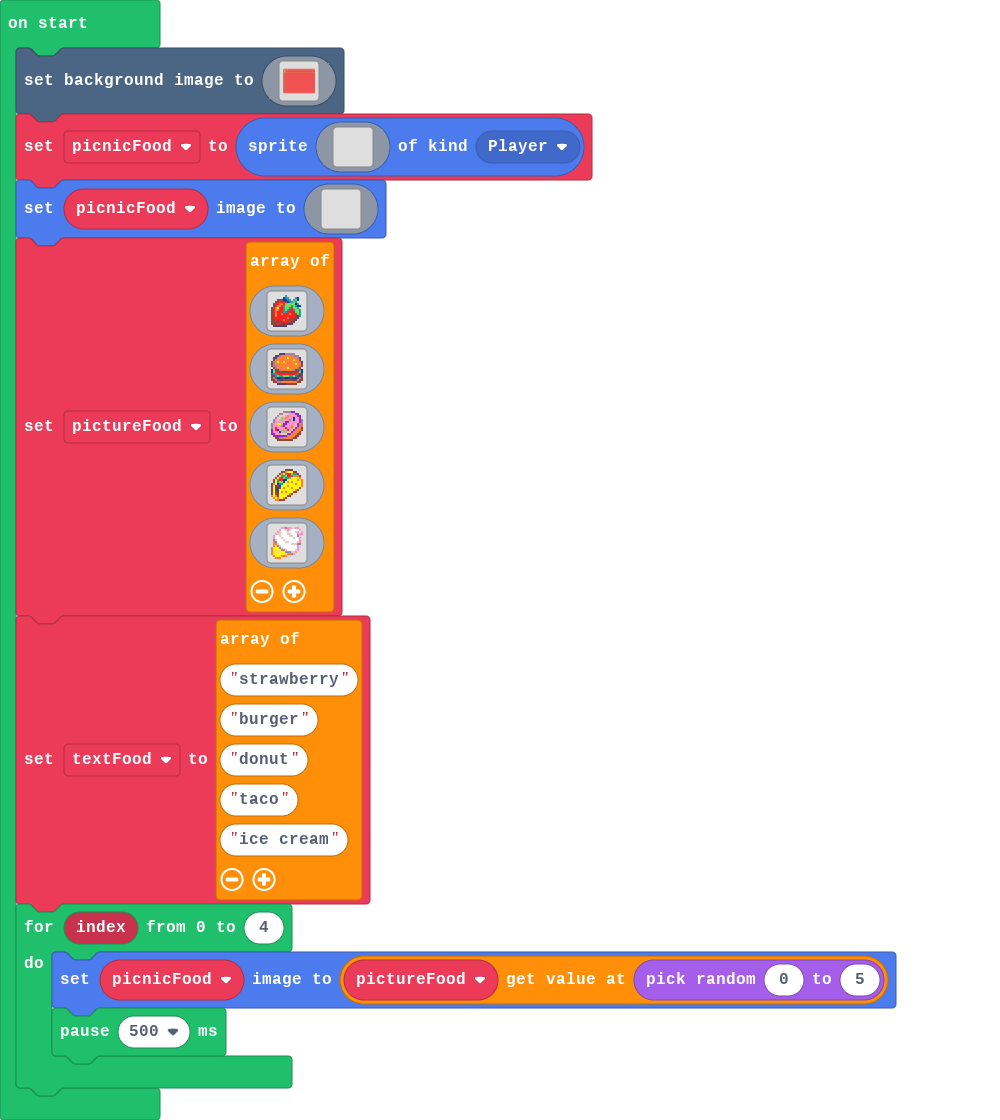 on start
set background image to
set picnicFood to sprite of kind Player
set picnicFood image to
array of
set pictureFood to
array of
"strawberry"
"burger"
"donut"
set textFood to
"taco"
"ice cream"
for index from 0 to 4
do
set picnicFood image to pictureFood get value at pick random 0 to 5
pause 500 ms